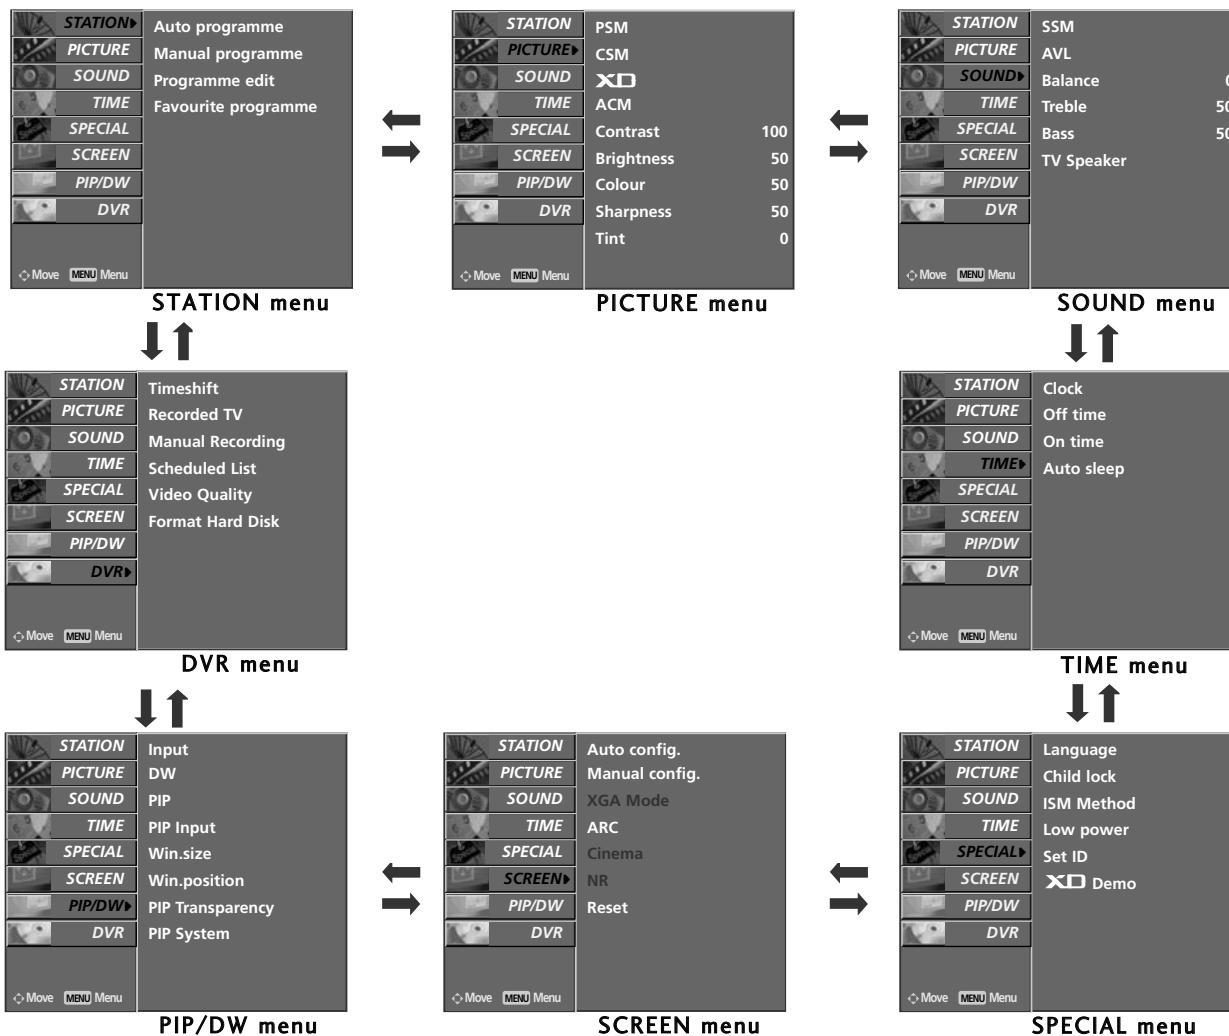 STATION
PICTURE
SOUND
TIME
SPECIAL
SCREEN
PIP/DW
DVR
Move MENU Menu
Auto programme
Manual programme
Programme edit
Favourite programme
STATION menu
STATION
PICTURE
SOUND
TIME
SPECIAL
SCREEN
PIP/DW
DVR
Move MENU Menu
PSM
CSM
XD
ACM
Contrast 100
Brightness 50
Colour 50
Sharpness 50
Tint 0
PICTURE menu
STATION
PICTURE
SOUND
TIME
SPECIAL
SCREEN
PIP/DW
DVR
Move MENU Menu
SSM
AVL
Balance 0
Treble 50
Bass 50
TV Speaker
SOUND menu
STATION
PICTURE
SOUND
TIME
SPECIAL
SCREEN
PIP/DW
DVR
Move MENU Menu
Timeshift
Recorded TV
Manual Recording
Scheduled List
Video Quality
Format Hard Disk
DVR menu
STATION
PICTURE
SOUND
TIME
SPECIAL
SCREEN
PIP/DW
DVR
Move MENU Menu
Clock
Off time
On time
Auto sleep
TIME menu
STATION
PICTURE
SOUND
TIME
SPECIAL
SCREEN
PIP/DW
DVR
Move MENU Menu
Input
DW
PIP
PIP Input
Win.size
Win.position
PIP Transparency
PIP System
PIP/DW menu
STATION
PICTURE
SOUND
TIME
SPECIAL
SCREEN
PIP/DW
DVR
Move MENU Menu
Auto config.
Manual config.
XGA Mode
ARC
Cinema
NR
Reset
SCREEN menu
STATION
PICTURE
SOUND
TIME
SPECIAL
SCREEN
PIP/DW
DVR
Move MENU Menu
Language
Child lock
ISM Method
Low power
Set ID
XD Demo
SPECIAL menu